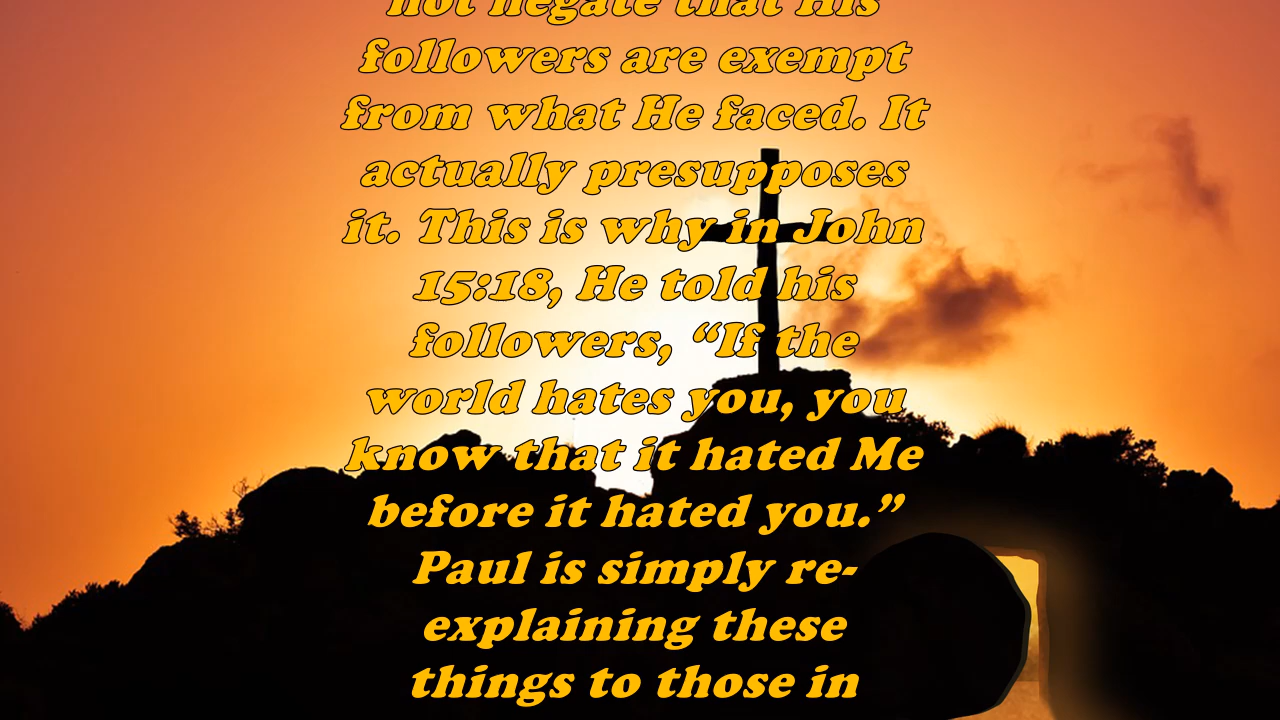 not negate that His
followers are exempt
from what He faced. It
actually presupposes
it. This is why in John
15:18, He told his
followers, “If the
world hates you, you
know that it hated Me
before it hated you.”
Paul is simply re-
explaining these
things to those in